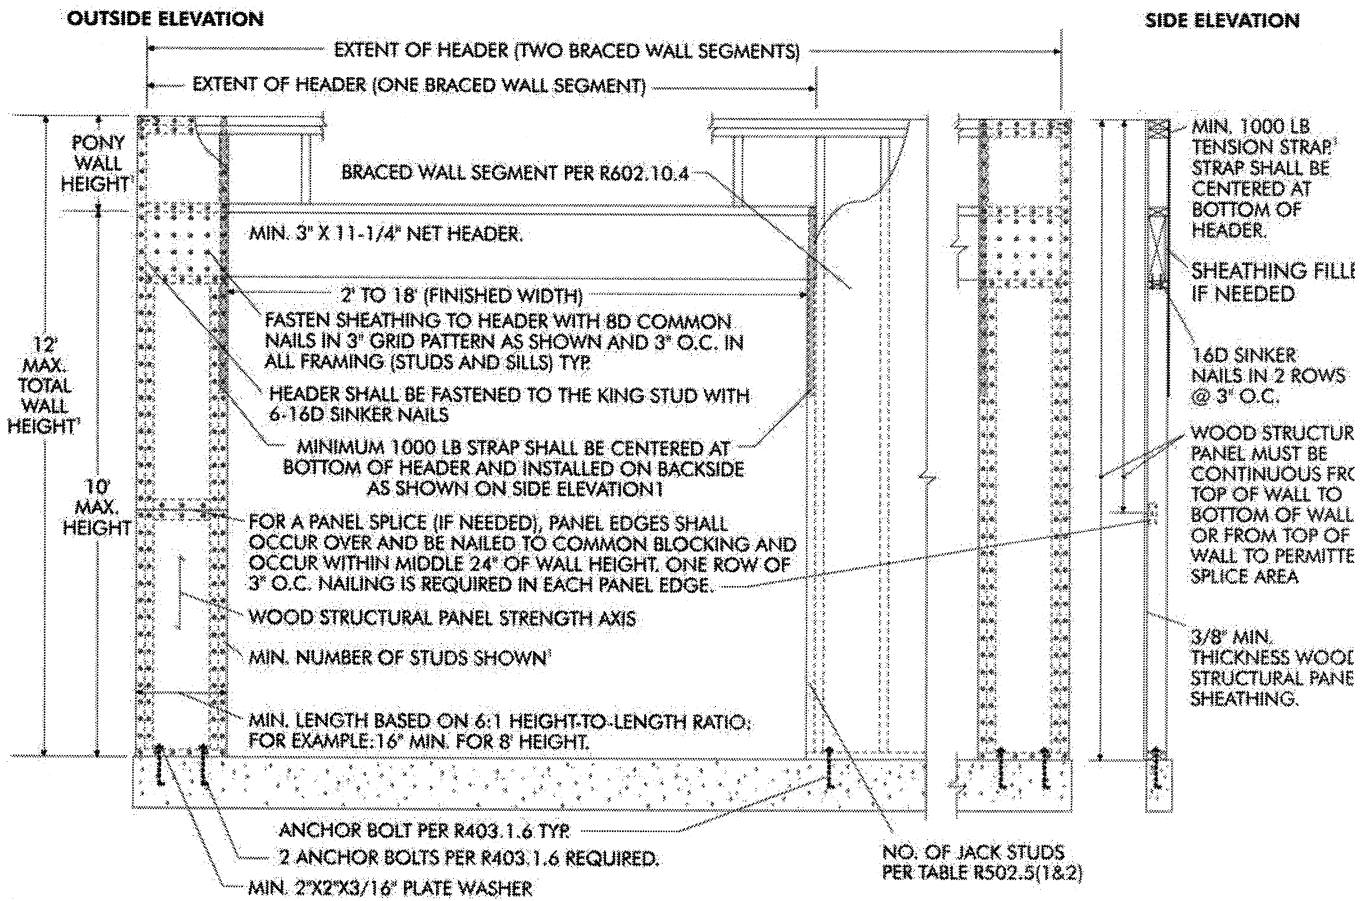 OUTSIDE ELEVATION
SIDE ELEVATION
EXTENT OF HEADER (TWO BRACED WALL SEGMENTS)
EXTENT OF HEADER (ONE BRACED WALL SEGMENT)
PONY
WALL
HEIGHT
BRACED WALL SEGMENT PER R602.10.4
MIN. 3" X 11-1/4" NET HEADER.
2' TO 18' (FINISHED WIDTH)
FASTEN SHEATHING TO HEADER WITH 8D COMMON
NAILS IN 3" GRID PATTERN AS SHOWN AND 3" O.C. IN
ALL FRAMING (STUDS AND SILLS) TYP.
HEADER SHALL BE FASTENED TO THE KING STUD WITH
6-16D SINKER NAILS
MINIMUM 1000 LB STRAP SHALL BE CENTERED AT
BOTTOM OF HEADER AND INSTALLED ON BACKSIDE
AS SHOWN ON SIDE ELEVATION1
12'
MAX.
TOTAL
WALL
HEIGHT1
10'
MAX.
HEIGHT
FOR A PANEL SPLICE (IF NEEDED), PANEL EDGES SHALL
OCCUR OVER AND BE NAILED TO COMMON BLOCKING AND
OCCUR WITHIN MIDDLE 24" OF WALL HEIGHT. ONE ROW OF
3" O.C. NAILING IS REQUIRED IN EACH PANEL EDGE.
WOOD STRUCTURAL PANEL STRENGTH AXIS
MIN. NUMBER OF STUDS SHOWN1
MIN. LENGTH BASED ON 6:1 HEIGHT-TO-LENGTH RATIO:
FOR EXAMPLE: 16" MIN. FOR 8' HEIGHT.
ANCHOR BOLT PER R403.1.6 TYP.
2 ANCHOR BOLTS PER R403.1.6 REQUIRED.
MIN. 2"X2"X3/16" PLATE WASHER
NO. OF JACK STUDS
PER TABLE R502.5(1&2)
MIN. 1000 LB
TENSION STRAP.1
STRAP SHALL BE
CENTERED AT
BOTTOM OF
HEADER.
SHEATHING FILLE
IF NEEDED
16D SINKER
NAILS IN 2 ROWS
@ 3" O.C.
WOOD STRUCTUR
PANEL MUST BE
CONTINUOUS FRO
TOP OF WALL TO
BOTTOM OF WALL
OR FROM TOP OF
WALL TO PERMITTE
SPLICE AREA
3/8" MIN.
THICKNESS WOOD
STRUCTURAL PANE
SHEATHING.